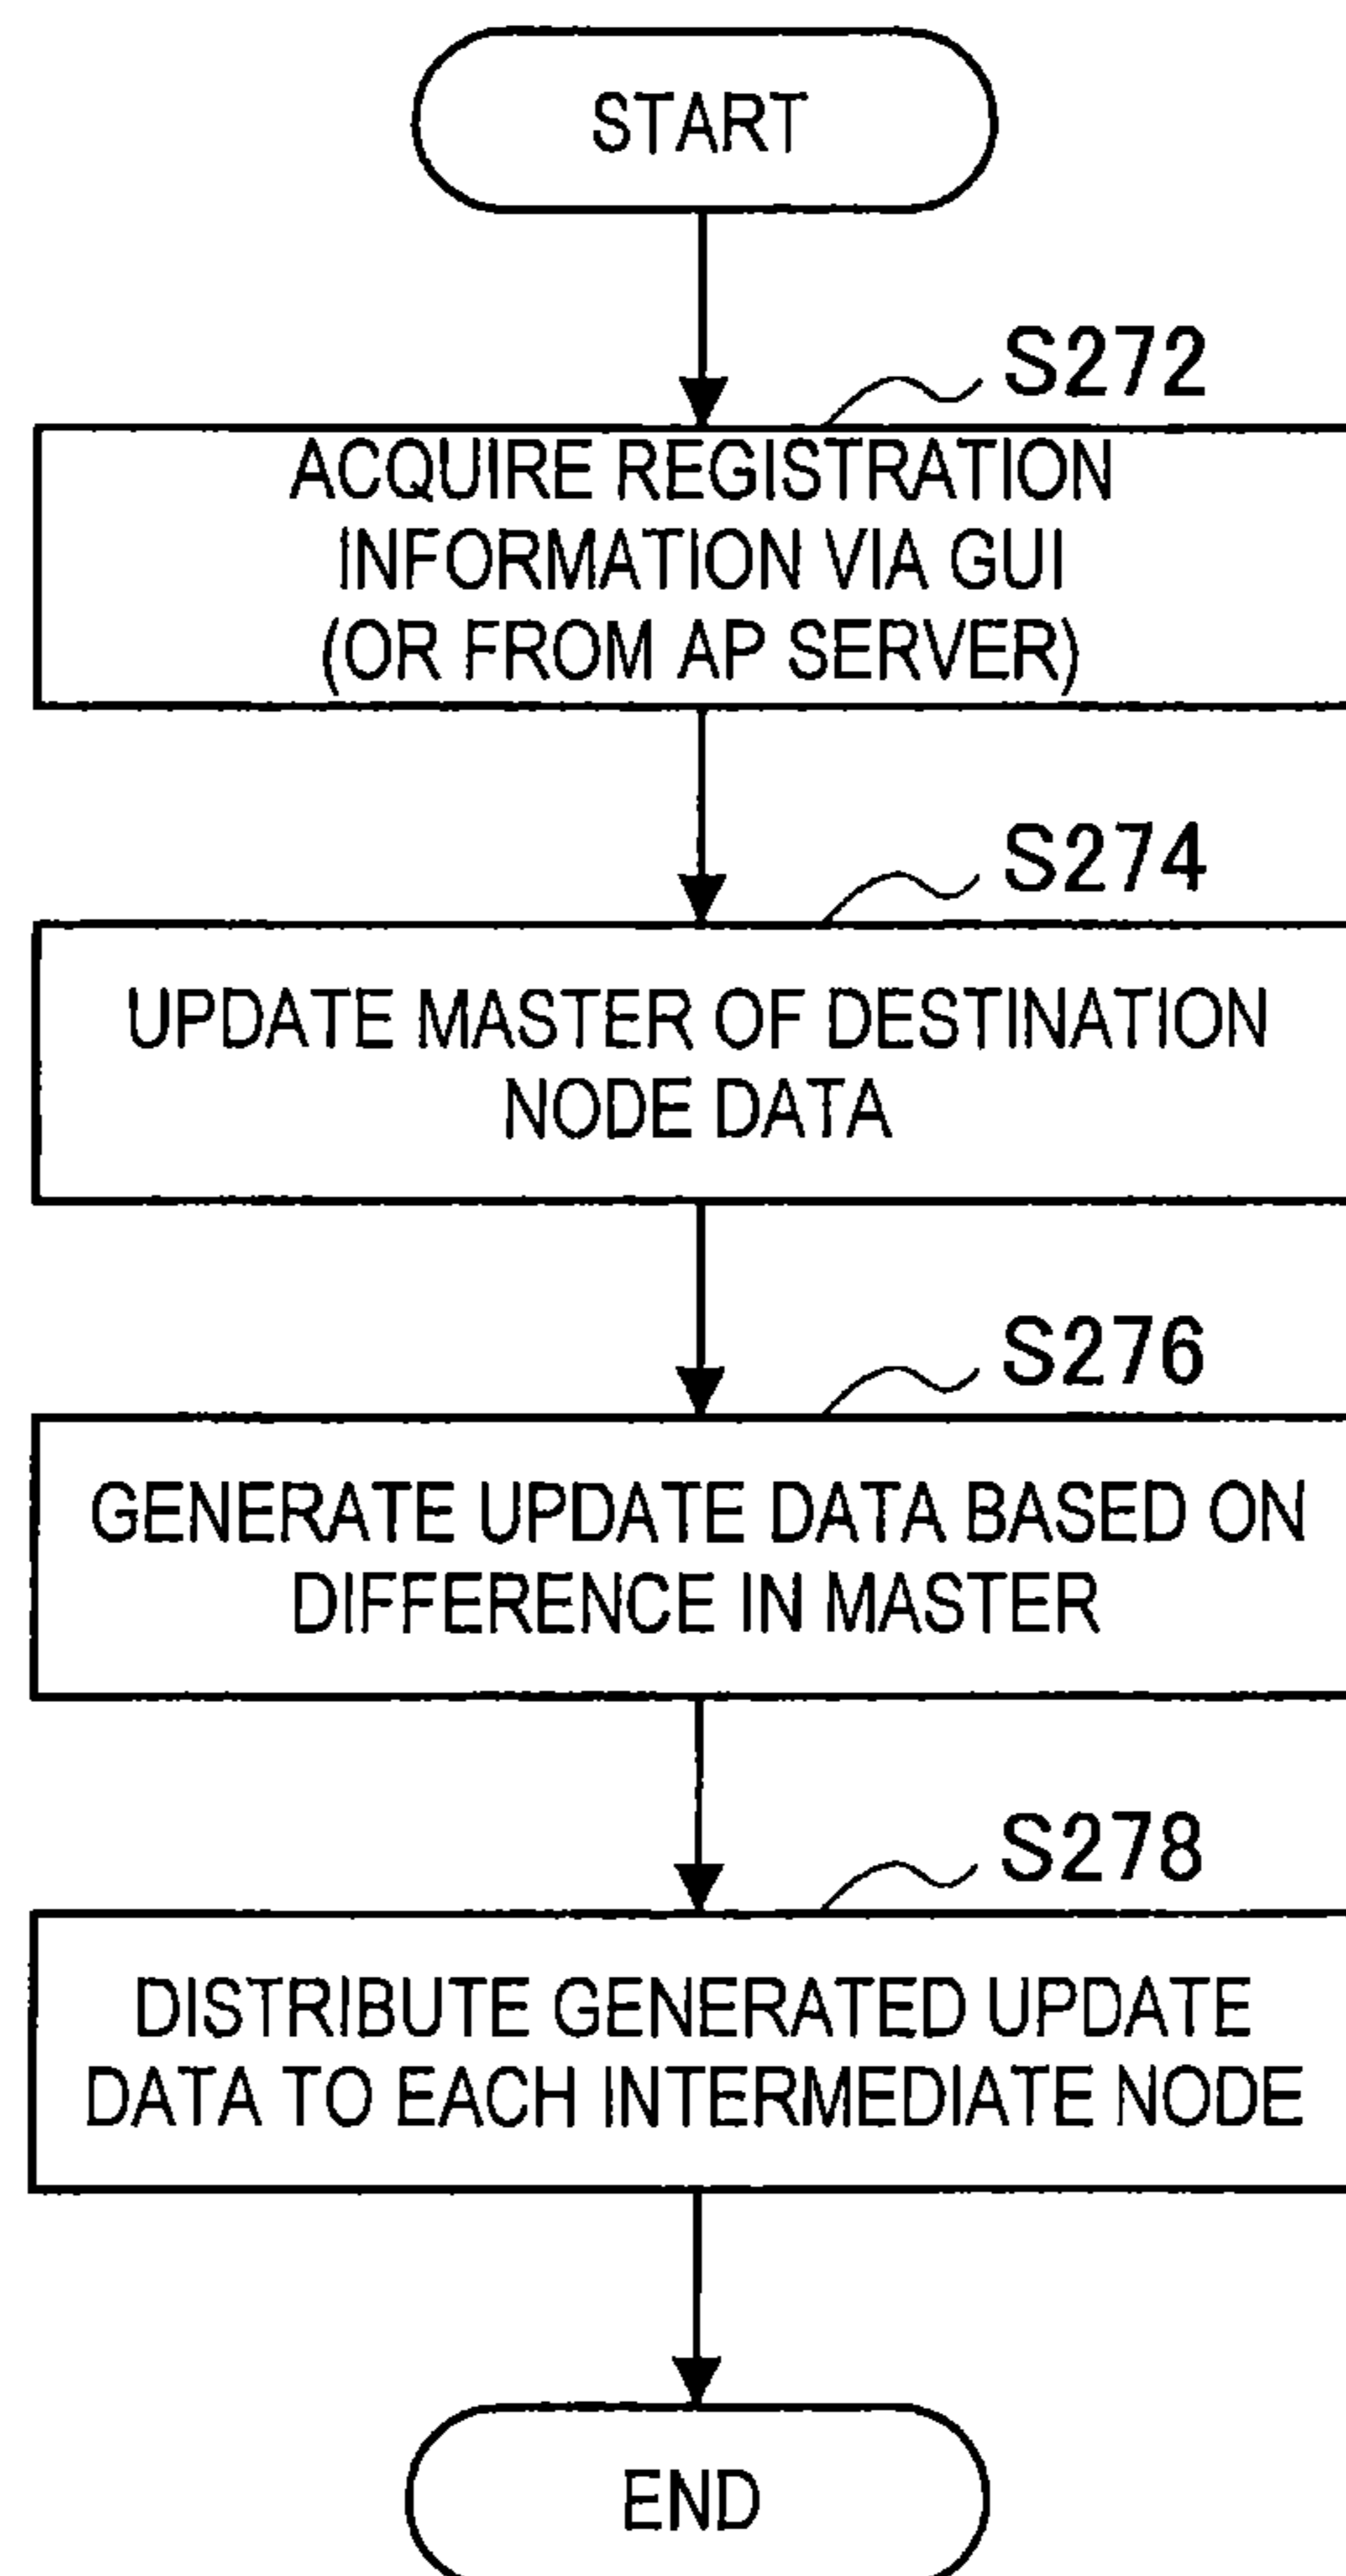 START
S272
ACQUIRE REGISTRATION
INFORMATION VIA GUI
(OR FROM AP SERVER)
S274
UPDATE MASTER OF DESTINATION
NODE DATA
S276
GENERATE UPDATE DATA BASED ON
DIFFERENCE IN MASTER
S278
DISTRIBUTE GENERATED UPDATE
DATA TO EACH INTERMEDIATE NODE
END